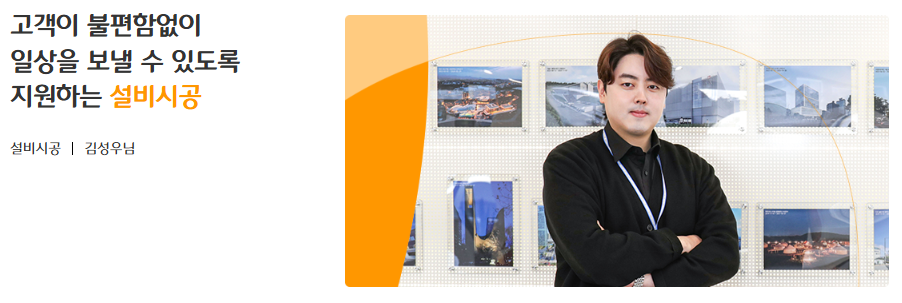 고객이 불편함없이
일상을 보낼 수 있도록
지원하는 설비시공
설비시공 | 김성우님